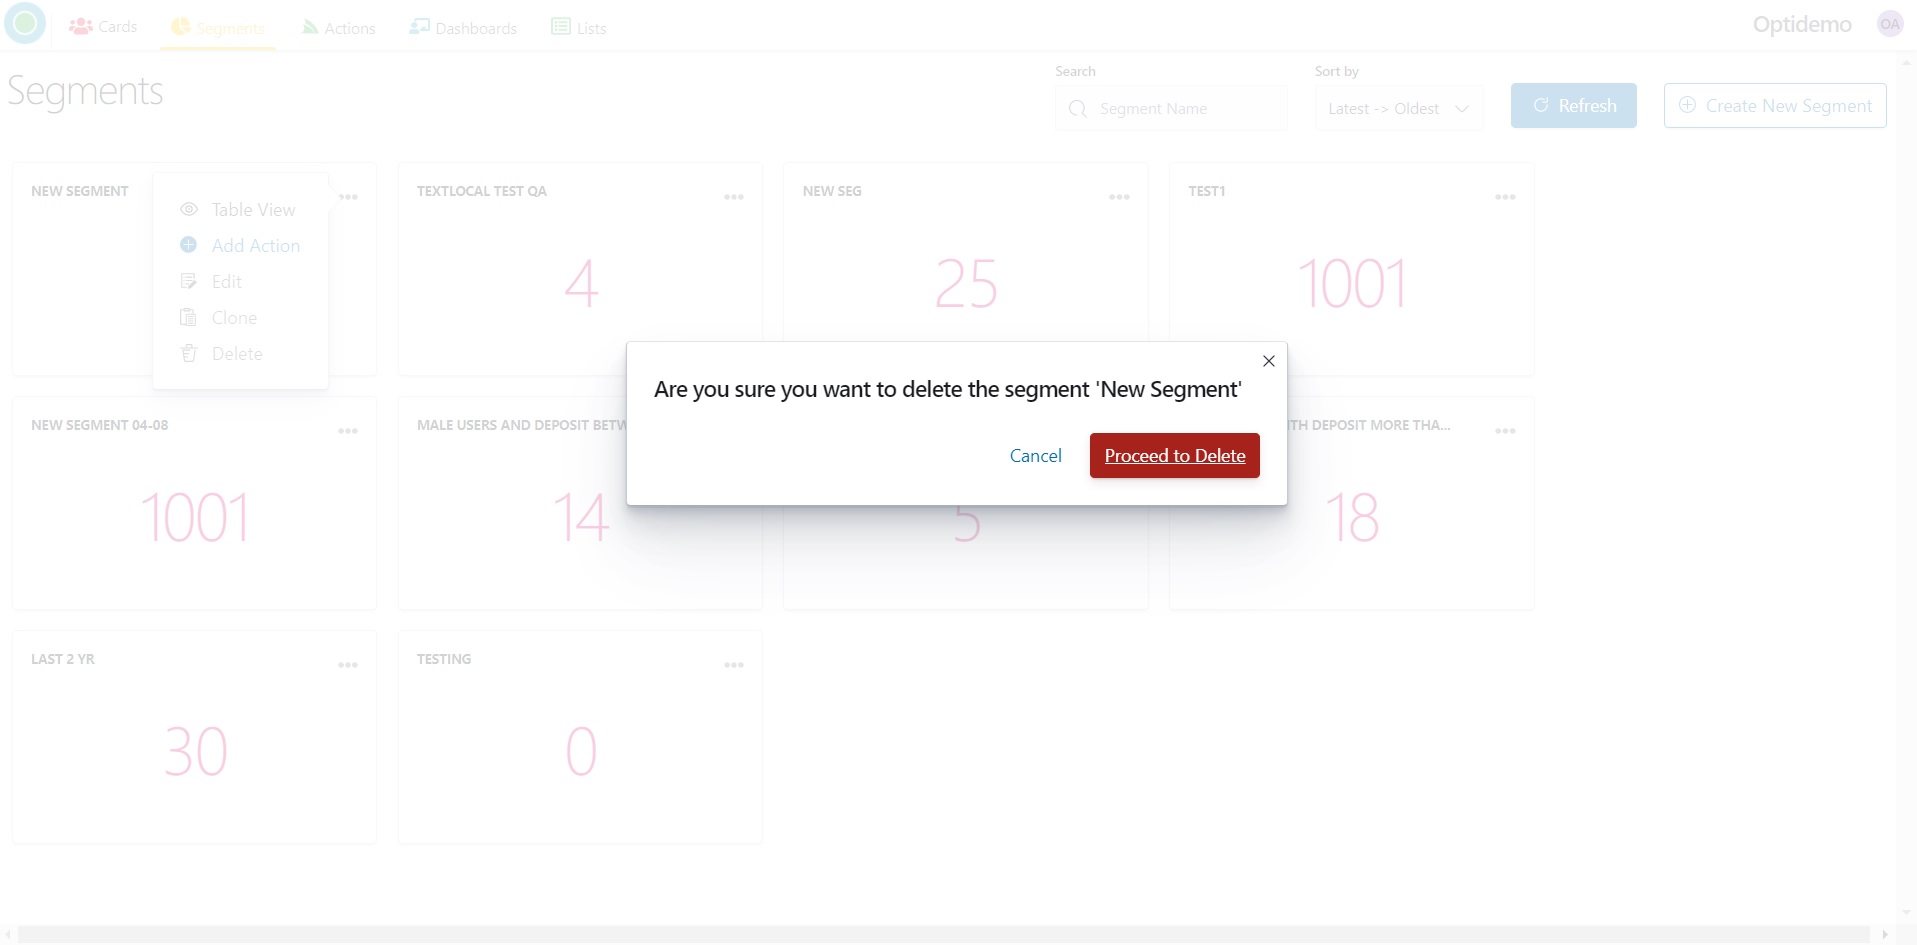 Cards
Segments
Actions
Dashboards
Lists
Optidemo
OA
Segments
Search
Segment Name
Sort by
Latest -> Oldest
Refresh
Create New Segment
NEW SEGMENT
Table View
Add Action
Edit
Clone
Delete
TEXTLOCAL TEST QA
4
NEW SEG
25
TEST1
1001
Are you sure you want to delete the segment 'New Segment'
Cancel
Proceed to Delete
NEW SEGMENT 04-08
1001
MALE USERS AND DEPOSIT
14
5
DEPOSIT MORE THA...
18
LAST 2 YR
30
TESTING
0